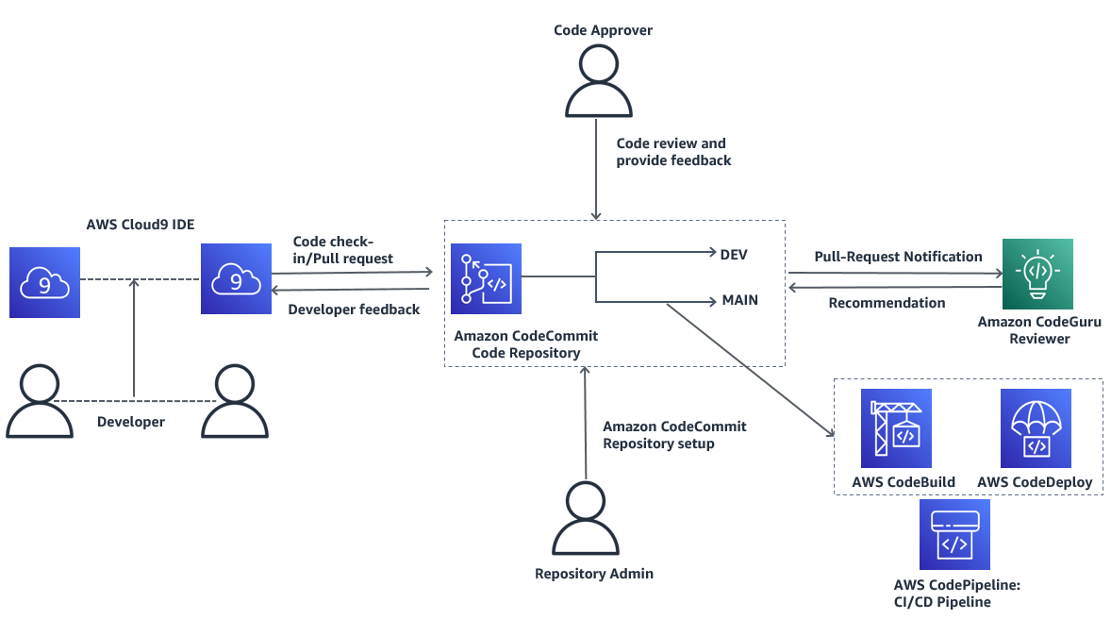 Code Approver
Code review and
provide feedback
AWS Cloud9 IDE
9
9
Code check-
in/Pull request
Developer feedback
DEV
MAIN
Amazon CodeCommit
Code Repository
Pull-Request Notification
Recommendation
Amazon CodeGuru
Reviewer
Developer
Amazon CodeCommit
Repository setup
Repository Admin
AWS CodeBuild
AWS CodeDeploy
AWS CodePipeline:
CI/CD Pipeline